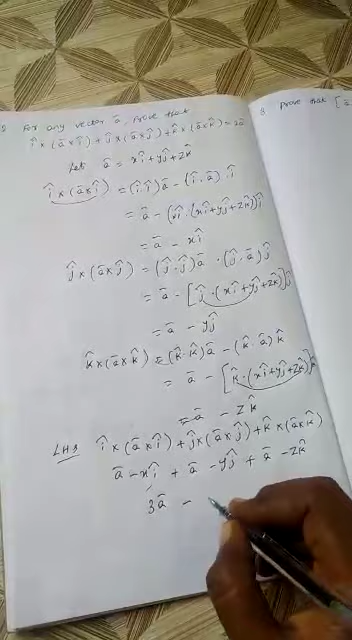 For any vector ā, Prove that
î × (ā×î) + ĵ × (ā×ĵ) + k̂ × (ā×k̂) = 2ā
8 Prove that [ā
Let ā = xî+yĵ+zk̂
î × (ā×î) = (î·î)ā − (î·ā)·î
= ā − (î·(xî+yĵ+zk̂))î
= ā − xî
ĵ × (ā×ĵ) = (ĵ·ĵ)ā · (ĵ·ā)ĵ
= ā − [ĵ·(xî+yĵ+zk̂)]ĵ
= ā − yĵ
k̂×(ā×k̂) = (k̂·k̂)ā − (k̂·ā)k̂
= ā − [k̂·(xî+yĵ+zk̂)]k̂
= ā − zk̂
LHS î×(ā×î) + ĵ×(ā×ĵ) + k̂×(ā×k̂)
ā − xî + ā − yĵ + ā − zk̂
3ā −